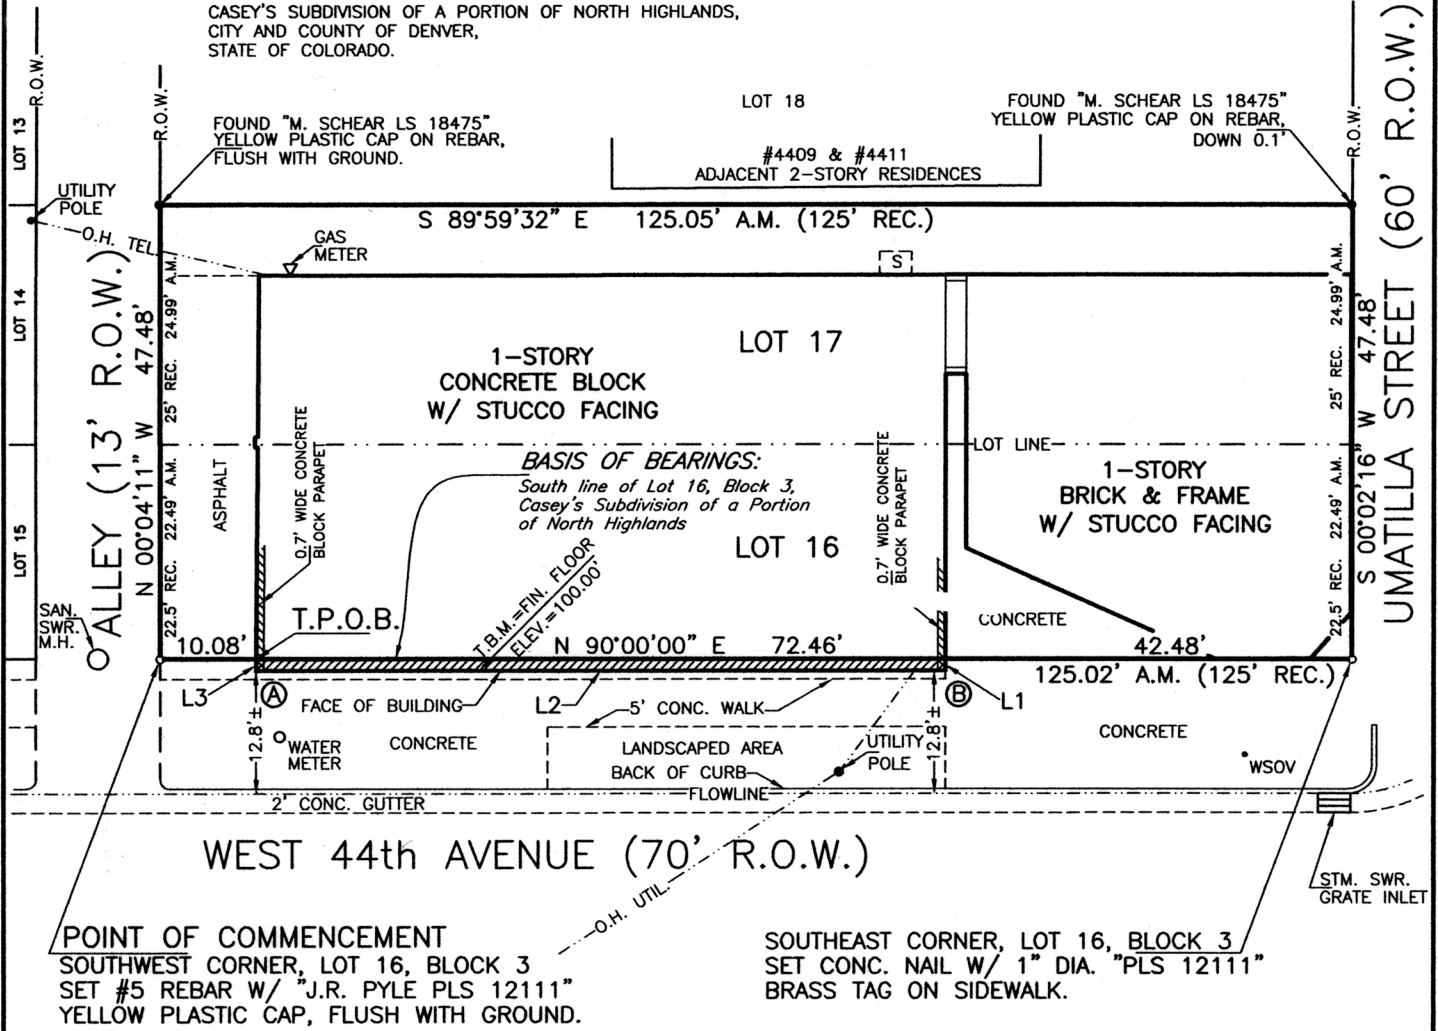 CASEY'S SUBDIVISION OF A PORTION OF NORTH HIGHLANDS,
CITY AND COUNTY OF DENVER,
STATE OF COLORADO.
R.O.W.
R.O.W.
R.O.W.
LOT 13
LOT 14
LOT 15
FOUND "M. SCHEAR LS 18475"
YELLOW PLASTIC CAP ON REBAR,
FLUSH WITH GROUND.
LOT 18
#4409 & #4411
ADJACENT 2-STORY RESIDENCES
FOUND "M. SCHEAR LS 18475"
YELLOW PLASTIC CAP ON REBAR,
DOWN 0.1'
UTILITY
POLE
O.H. TEL.
GAS
METER
S 89°59'32" E 125.05' A.M. (125' REC.)
S
ALLEY (13' R.O.W.)
N 00°04'11" W 47.48'
25' REC. 24.99' A.M.
22.5' REC. 22.49' A.M.
ASPHALT
LOT 17
1-STORY
CONCRETE BLOCK
W/ STUCCO FACING
0.7' WIDE CONCRETE
BLOCK PARAPET
BASIS OF BEARINGS:
South line of Lot 16, Block 3,
Casey's Subdivision of a Portion
of North Highlands
LOT 16
T.B.M.=FIN. FLOOR
ELEV.=100.00'
0.7' WIDE CONCRETE
BLOCK PARAPET
LOT LINE
1-STORY
BRICK & FRAME
W/ STUCCO FACING
CONCRETE
25' REC. 24.99' A.M.
22.5' REC. 22.49' A.M.
S 00°02'16" W 47.48'
UMATILLA STREET (60' R.O.W.)
SAN.
SWR.
M.H.
T.P.O.B.
10.08'
N 90°00'00" E 72.46'
42.48'
125.02' A.M. (125' REC.)
L3
A
FACE OF BUILDING
L2
5' CONC. WALK
B
L1
12.8'±
WATER
METER
CONCRETE
LANDSCAPED AREA
BACK OF CURB
FLOWLINE
UTILITY
POLE
12.8'±
CONCRETE
WSOV
2' CONC. GUTTER
WEST 44th AVENUE (70' R.O.W.)
O.H. UTIL.
STM. SWR.
GRATE INLET
POINT OF COMMENCEMENT
SOUTHWEST CORNER, LOT 16, BLOCK 3
SET #5 REBAR W/ "J.R. PYLE PLS 12111"
YELLOW PLASTIC CAP, FLUSH WITH GROUND.
SOUTHEAST CORNER, LOT 16, BLOCK 3
SET CONC. NAIL W/ 1" DIA. "PLS 12111"
BRASS TAG ON SIDEWALK.